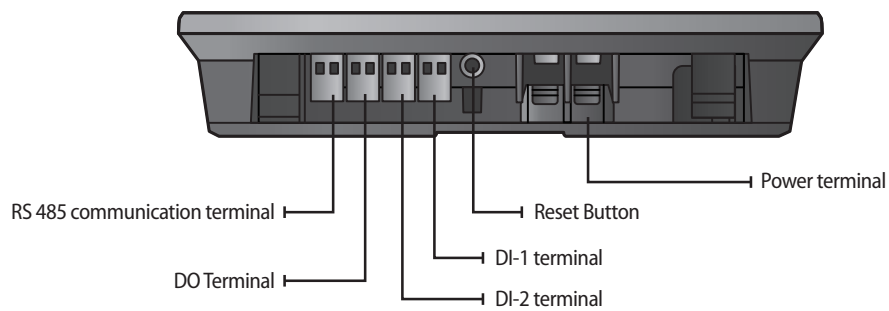 Power terminal
RS 485 communication terminal
Reset Button
DI-1 terminal
DO Terminal
DI-2 terminal